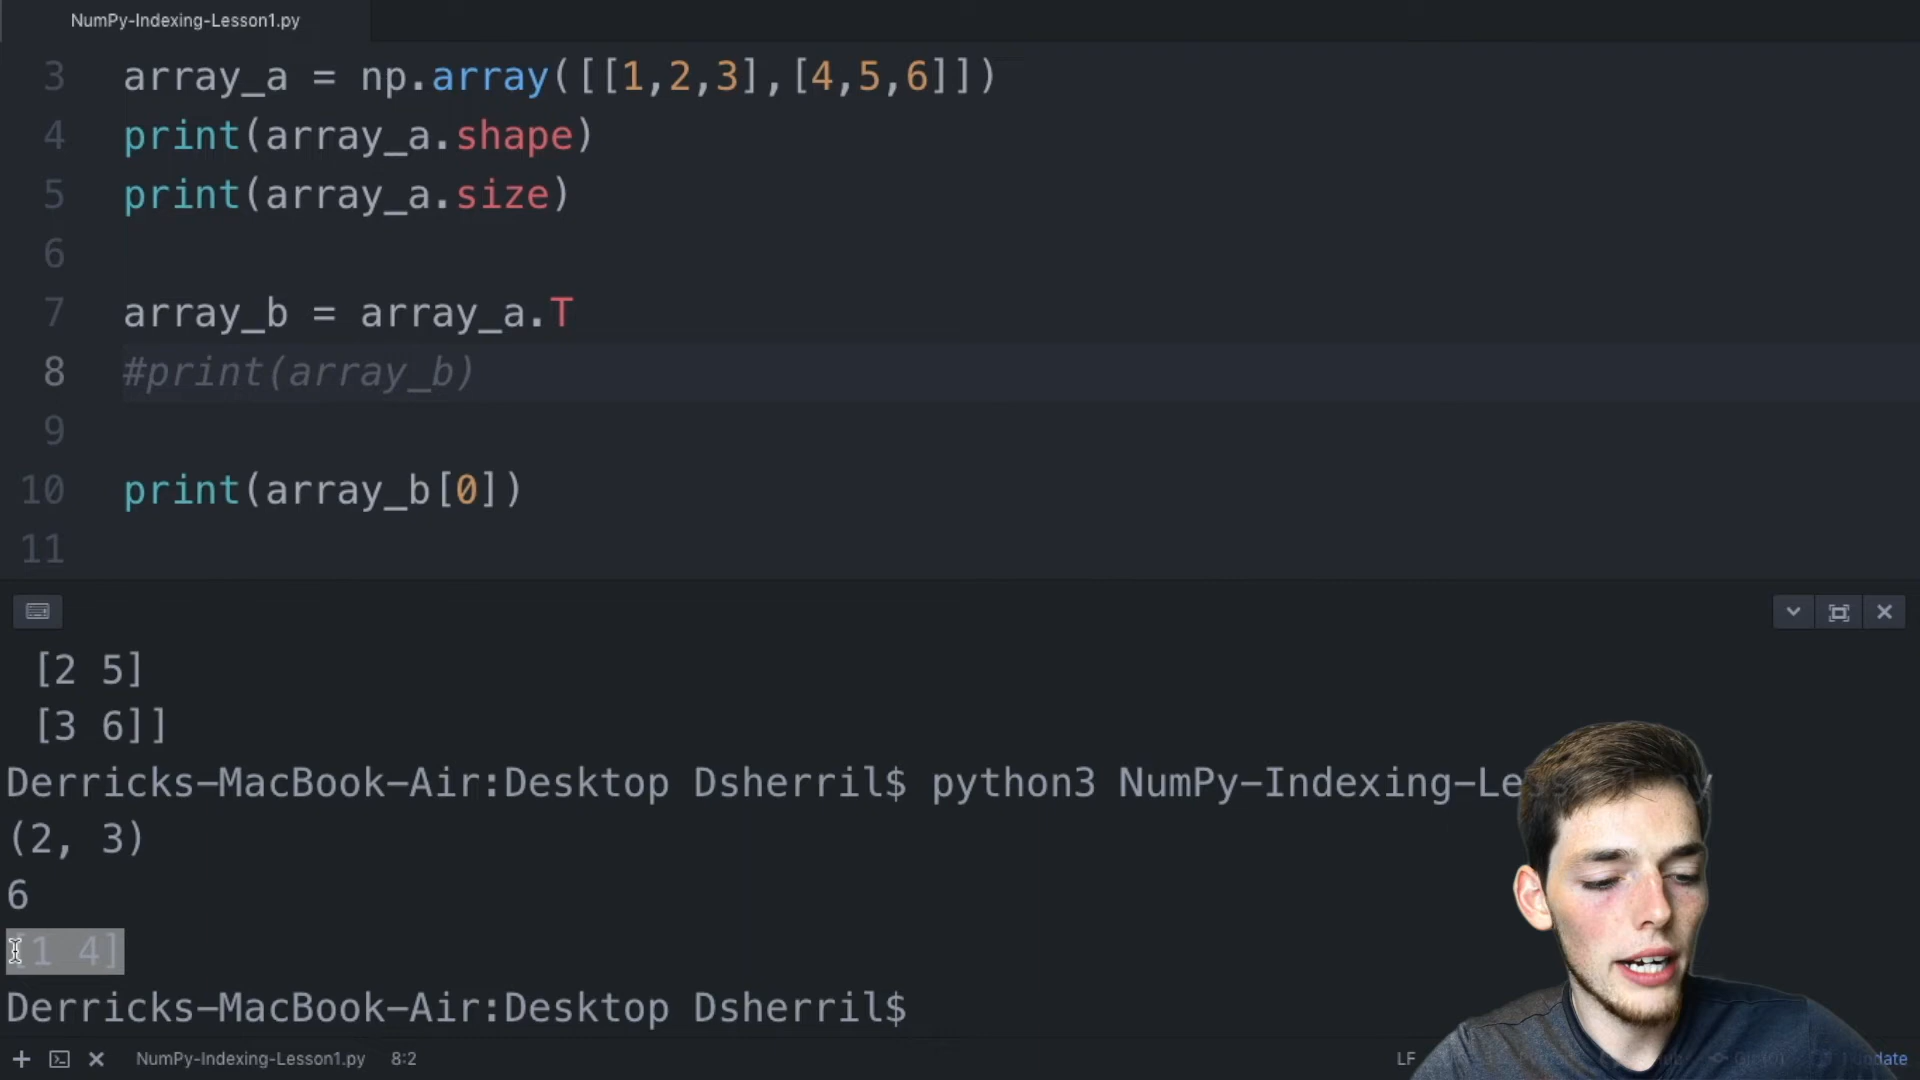 NumPy-Indexing-Lesson1.py
3 array_a = np.array([[1,2,3],[4,5,6]])
4 print(array_a.shape)
5 print(array_a.size)
6
7 array_b = array_a.T
8 #print(array_b)
9
10 print(array_b[0])
11
[2 5]
[3 6]]
Derricks-MacBook-Air:Desktop Dsherril$ python3
(2, 3)
6
[1 4]
Derricks-MacBook-Air:Desktop Dsherril$
NumPy-Indexing-Lesson1.py 8:2
LF